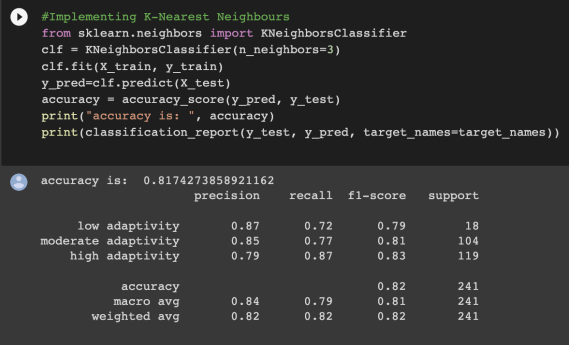 #Implementing K-Nearest Neighbours
from sklearn.neighbors import KNeighborsClassifier
clf = KNeighborsClassifier(n_neighbors=3)
clf.fit(X_train, y_train)
y_pred=clf.predict(X_test)
accuracy = accuracy_score(y_pred, y_test)
print("accuracy is: ", accuracy)
print(classification_report(y_test, y_pred, target_names=target_names))
accuracy is:  0.8174273858921162
precision recall f1-score support
low adaptivity 0.87 0.72 0.79 18
moderate adaptivity 0.85 0.77 0.81 104
high adaptivity 0.79 0.87 0.83 119
accuracy 0.82 241
macro avg 0.84 0.79 0.81 241
weighted avg 0.82 0.82 0.82 241